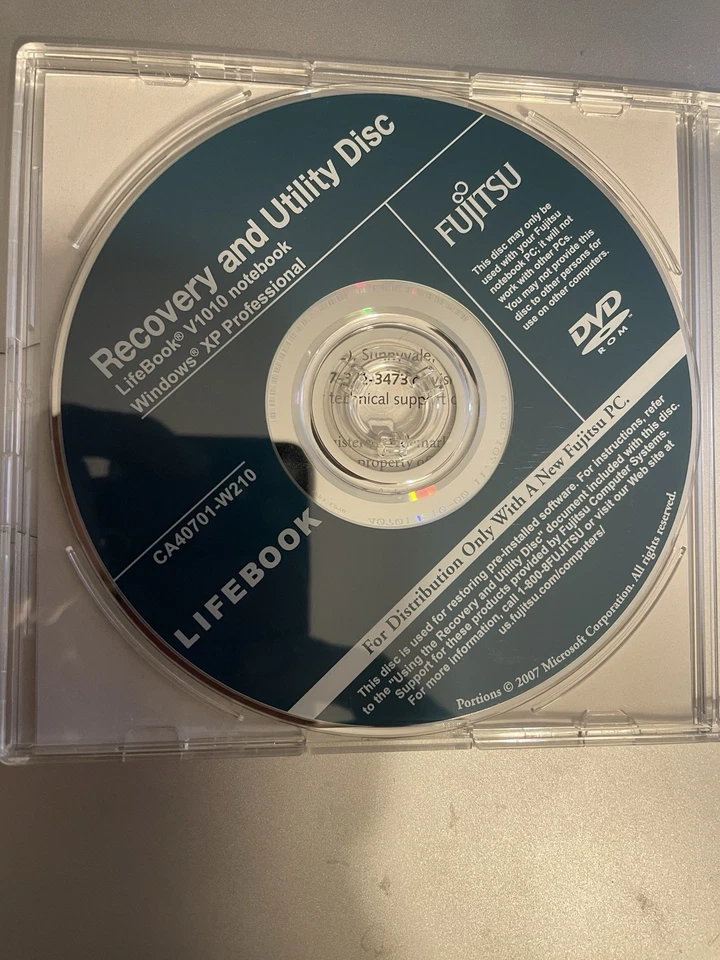 Recovery and Utility Disc
LifeBook® V1010 notebook
Windows® XP Professional
FUJITSU
This disc may only be
used with your Fujitsu
notebook PC; it will not
work with other PCs.
You may not provide this
disc to other persons for
use on other computers.
DVD
ROM
Sunnyvale,
-3473
technical
property
CA40701-W210
LIFEBOOK
For Distribution Only With A New Fujitsu PC.
This disc is used for restoring pre-installed software. For instructions, refer
to the "Using the Recovery and Utility Disc" document included with this disc.
Support for these products provided by Fujitsu Computer Systems.
For more information, call 1-800-8FUJITSU or visit our Web site at
us.fujitsu.com/computers/
Portions © 2007 Microsoft Corporation. All rights reserved.